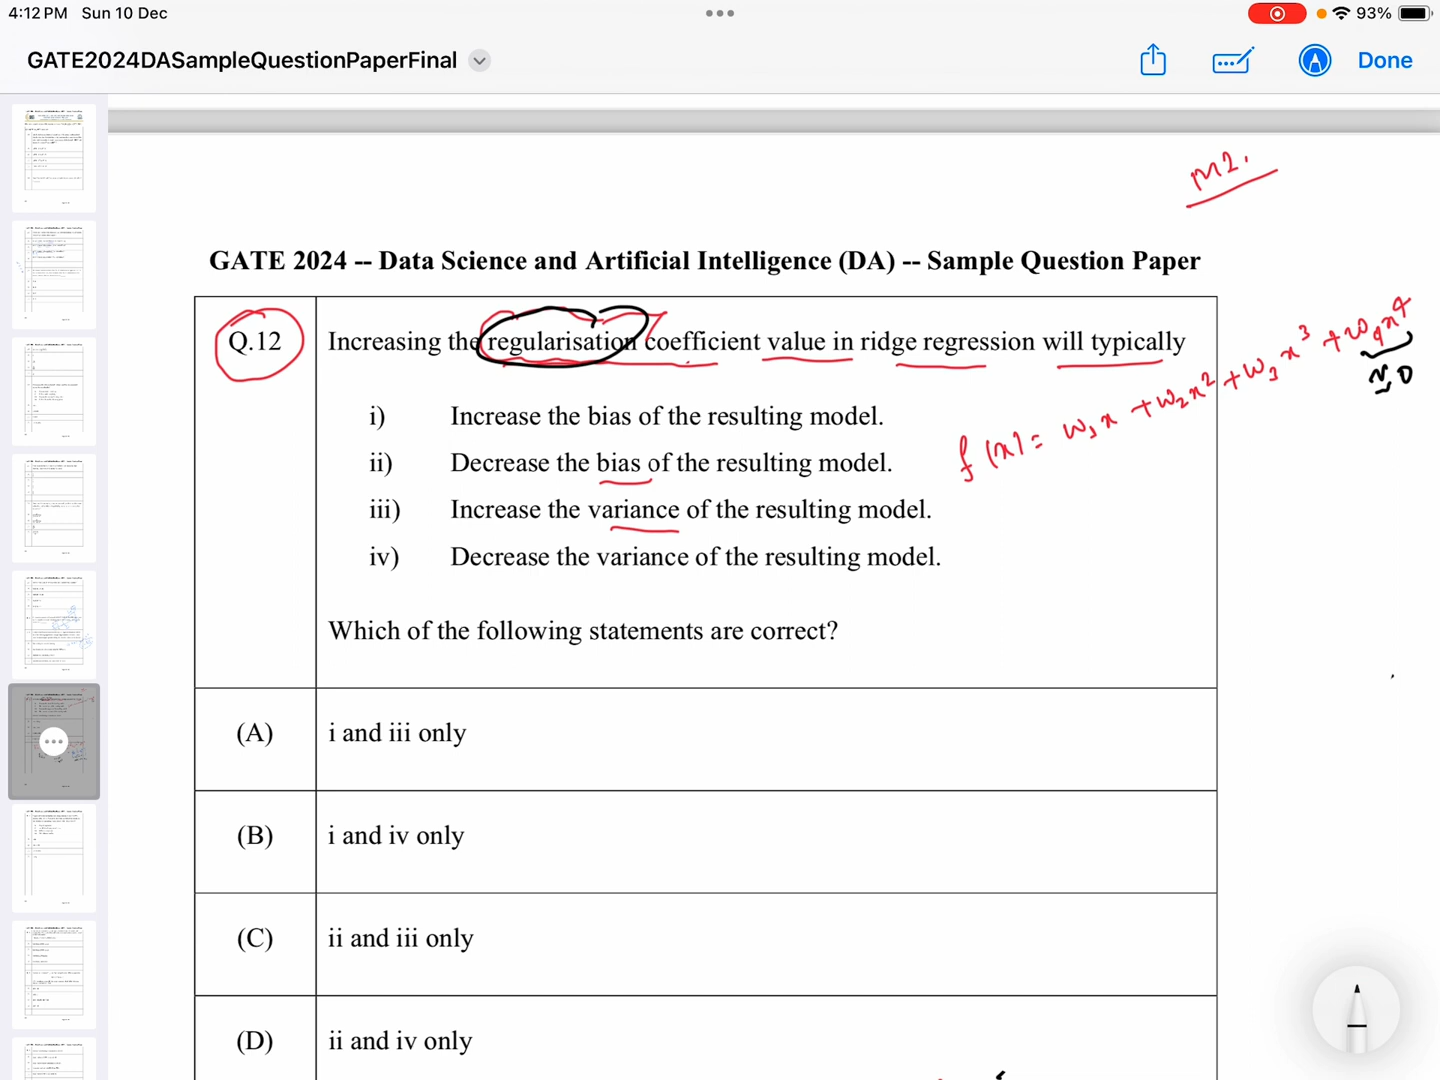 4:12 PM Sun 10 Dec
93%
GATE2024DASampleQuestionPaperFinal
Done
M2.
GATE 2024 -- Data Science and Artificial Intelligence (DA) -- Sample Question Paper
Q.12 Increasing the regularisation coefficient value in ridge regression will typically
i) Increase the bias of the resulting model.
ii) Decrease the bias of the resulting model.
iii) Increase the variance of the resulting model.
iv) Decrease the variance of the resulting model.
f(x) = w₁x + w₂x² + w₃x³ + w₄x⁴
≈ 0
Which of the following statements are correct?
(A) i and iii only
(B) i and iv only
(C) ii and iii only
(D) ii and iv only